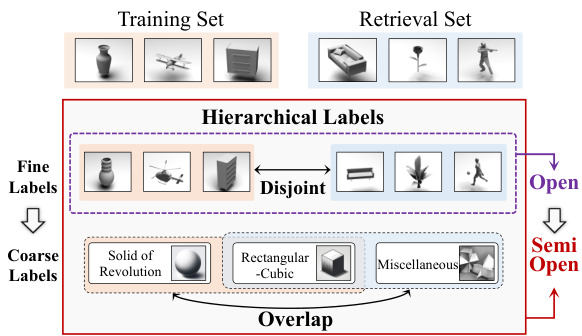 Training Set
Retrieval Set
Hierarchical Labels
Fine
Labels
Disjoint
Open
Coarse
Labels
Solid of
Revolution
Rectangular
-Cubic
Miscellaneous
Semi
Open
Overlap